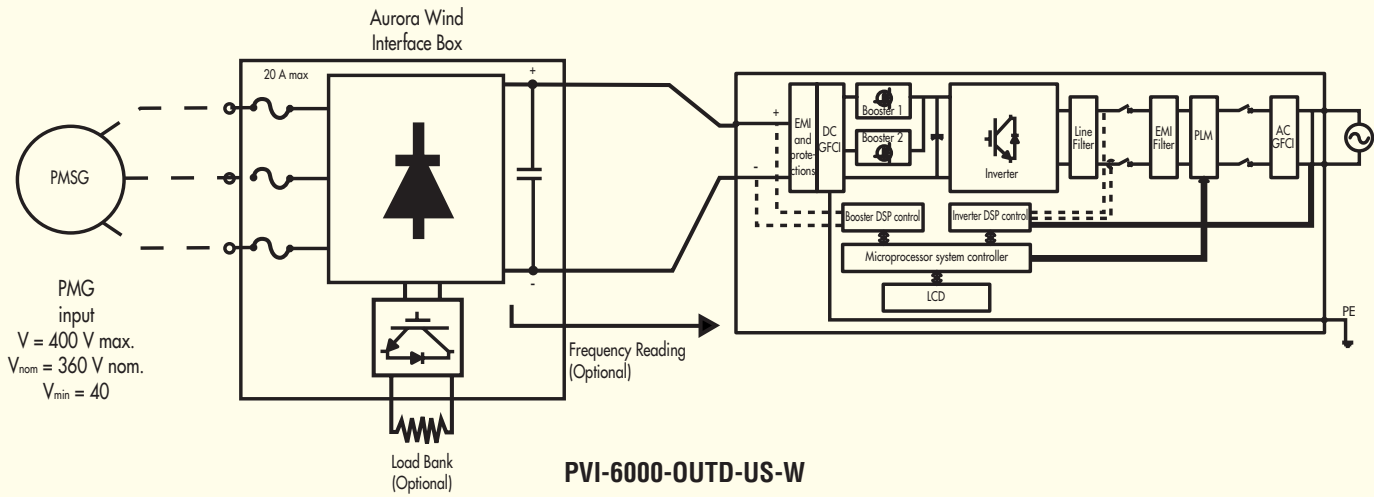 Aurora Wind
Interface Box
20 A max
+
-
PMSG
PMG
input
V = 400 V max.
Vnom = 360 V nom.
Vmin = 40
Load Bank
(Optional)
Frequency Reading
(Optional)
+
-
EMI
and
prote-
ctions
DC
GFCI
Booster 1
Booster 2
Inverter
Line
Filter
EMI
Filter
PLM
AC
GFCI
Booster DSP control
Inverter DSP control
Microprocessor system controller
LCD
PE
PVI-6000-OUTD-US-W